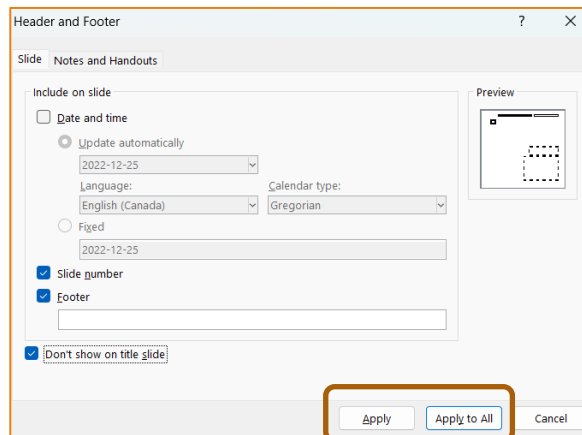 Header and Footer ? X
Slide Notes and Handouts
Include on slide
Preview
Date and time
Update automatically
2022-12-25
Language: Calendar type:
English (Canada) Gregorian
Fixed
2022-12-25
Slide number
Footer
Don't show on title slide
Apply Apply to All Cancel